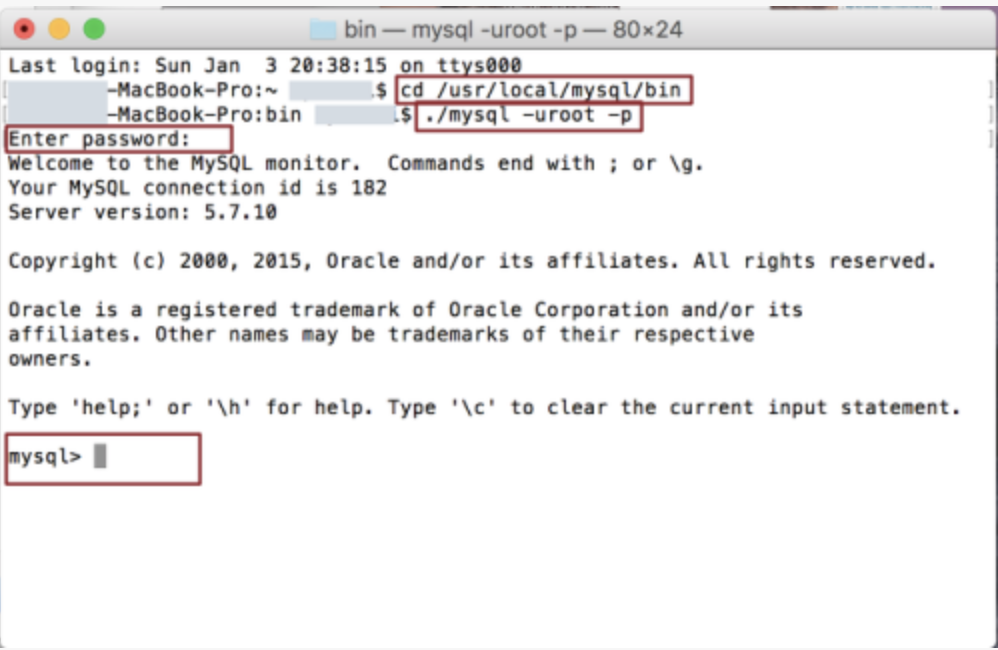 bin — mysql -uroot -p — 80×24
Last login: Sun Jan  3 20:38:15 on ttys000
-MacBook-Pro:~ $ cd /usr/local/mysql/bin
-MacBook-Pro:bin $ ./mysql -uroot -p
Enter password:
Welcome to the MySQL monitor.  Commands end with ; or \g.
Your MySQL connection id is 182
Server version: 5.7.10
Copyright (c) 2000, 2015, Oracle and/or its affiliates. All rights reserved.
Oracle is a registered trademark of Oracle Corporation and/or its
affiliates. Other names may be trademarks of their respective
owners.
Type 'help;' or '\h' for help. Type '\c' to clear the current input statement.
mysql>